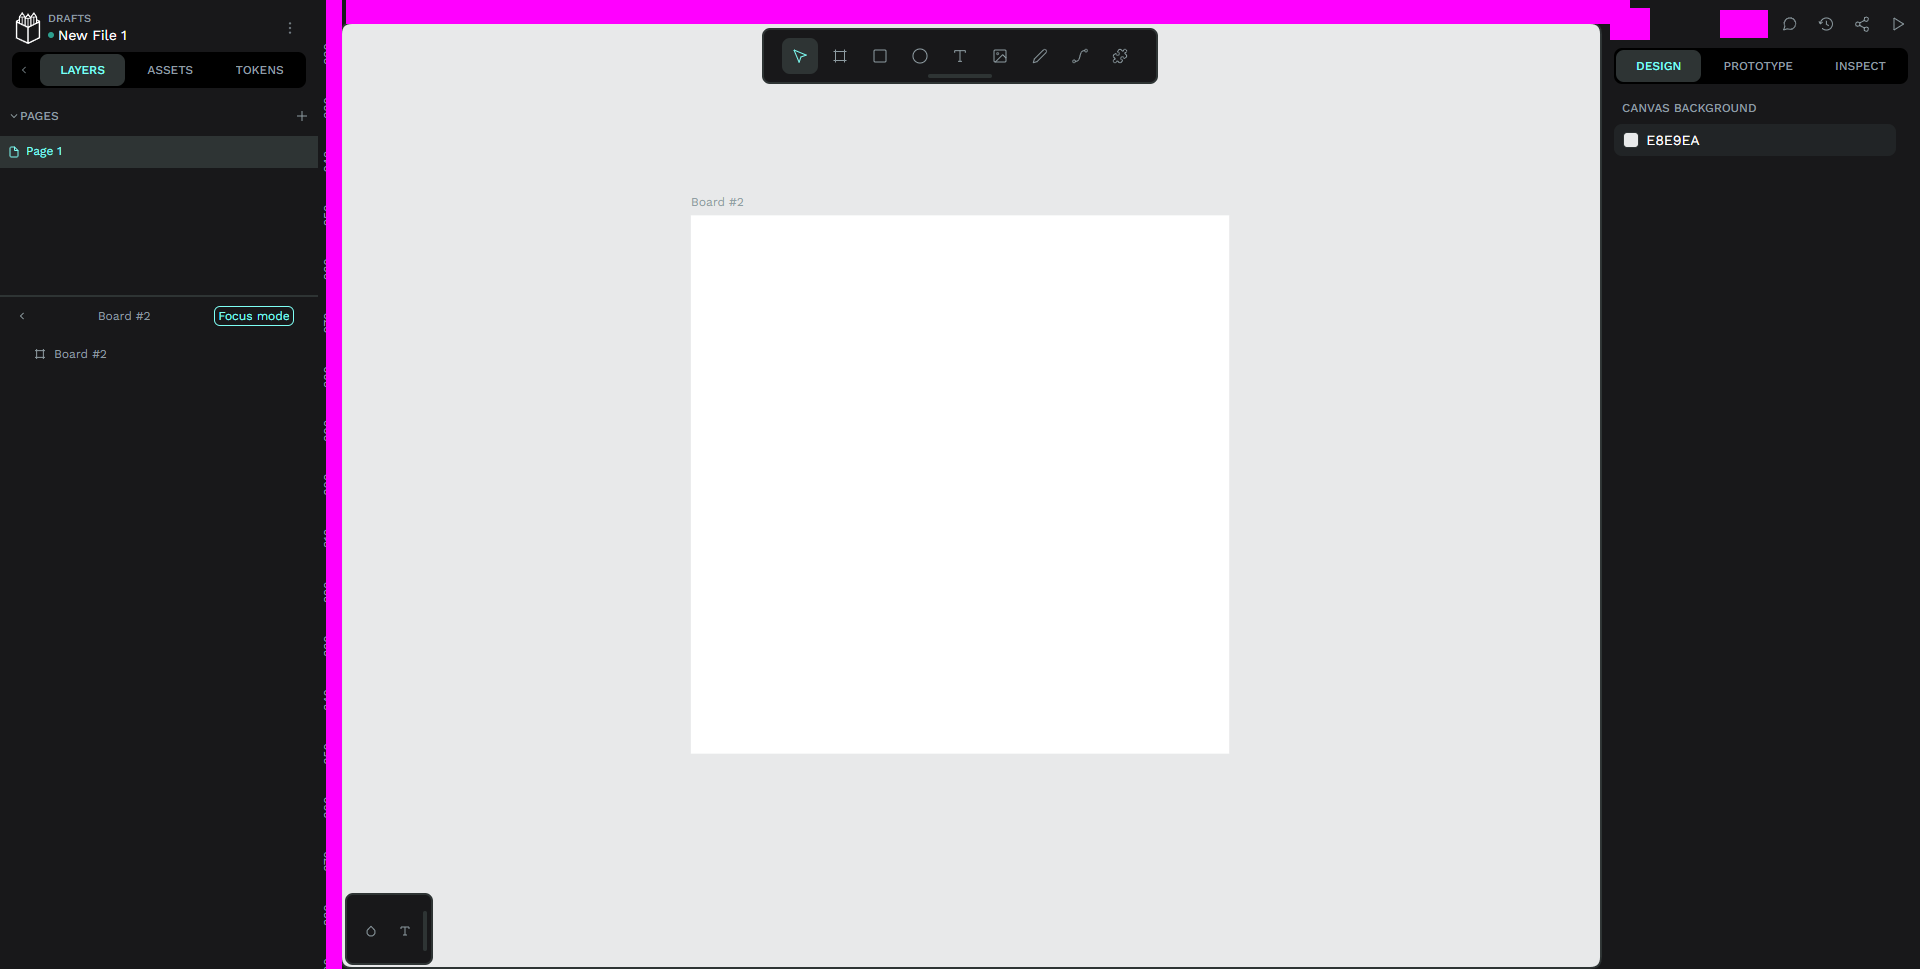 DRAFTS
New File 1
LAYERS
ASSETS
TOKENS
PAGES
Page 1
Board #2
Focus mode
Board #2
Board #2
DESIGN
PROTOTYPE
INSPECT
CANVAS BACKGROUND
E8E9EA